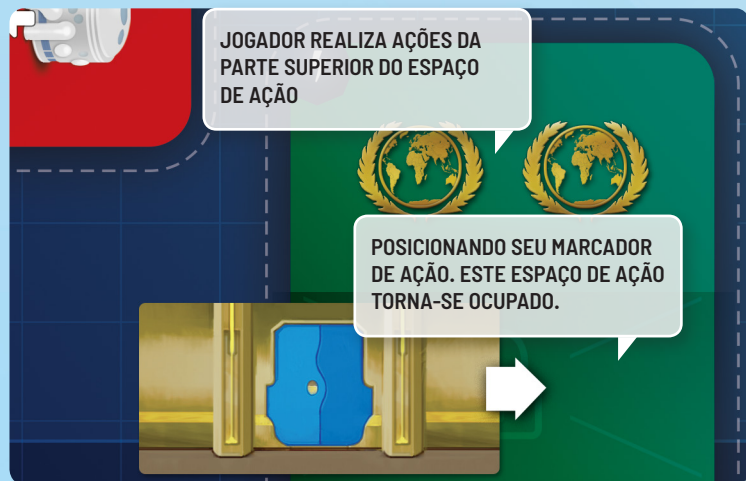 JOGADOR REALIZA AÇÕES DA
PARTE SUPERIOR DO ESPAÇO
DE AÇÃO
POSICIONANDO SEU MARCADOR
DE AÇÃO. ESTE ESPAÇO DE AÇÃO
TORNA-SE OCUPADO.